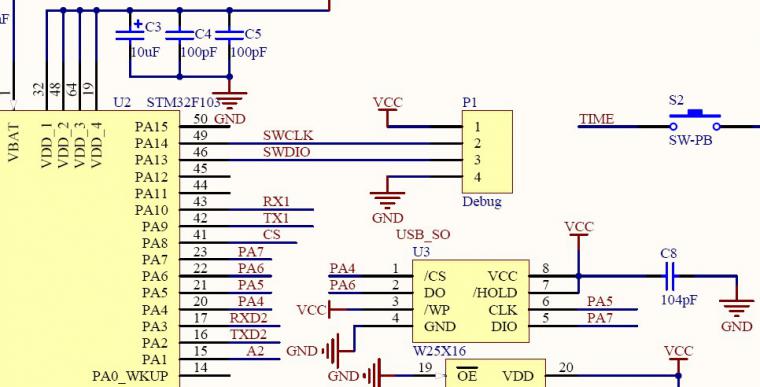 uF
C3
C4
C5
10uF
100pF
100pF
1
32
48
64
19
U2
STM32F103
GND
VBAT
VDD_1
VDD_2
VDD_3
VDD_4
PA15 50
PA14 49 SWCLK
PA13 46 SWDIO
PA12 45
PA11 44
PA10 43 RX1
PA9 42 TX1
PA8 41 CS
PA7 23 PA7
PA6 22 PA6
PA5 21 PA5
PA4 20 PA4
PA3 17 RXD2
PA2 16 TXD2
PA1 15 A2
PA0_WKUP 14
VCC
P1
1
2
3
4
GND
Debug
TIME
S2
SW-PB
USB_SO
U3
PA4 1 /CS VCC 8
PA6 2 DO /HOLD 7
VCC 3 /WP CLK 6 PA5
4 GND DIO 5 PA7
GND
W25X16
VCC
C8
104pF
GND
GND 19 OE VDD 20
VCC